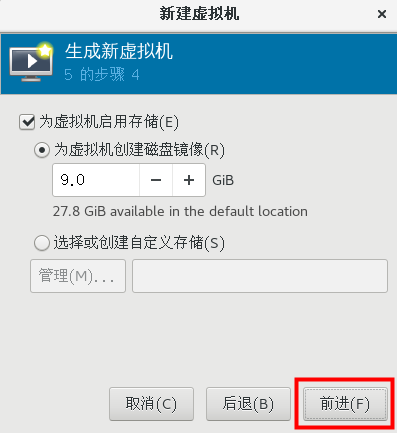 新建虚拟机
×
生成新虚拟机
5 的步骤 4
为虚拟机启用存储(E)
为虚拟机创建磁盘镜像(R)
9.0 − + GiB
27.8 GiB available in the default location
选择或创建自定义存储(S)
管理(M)...
取消(C) 后退(B) 前进(F)